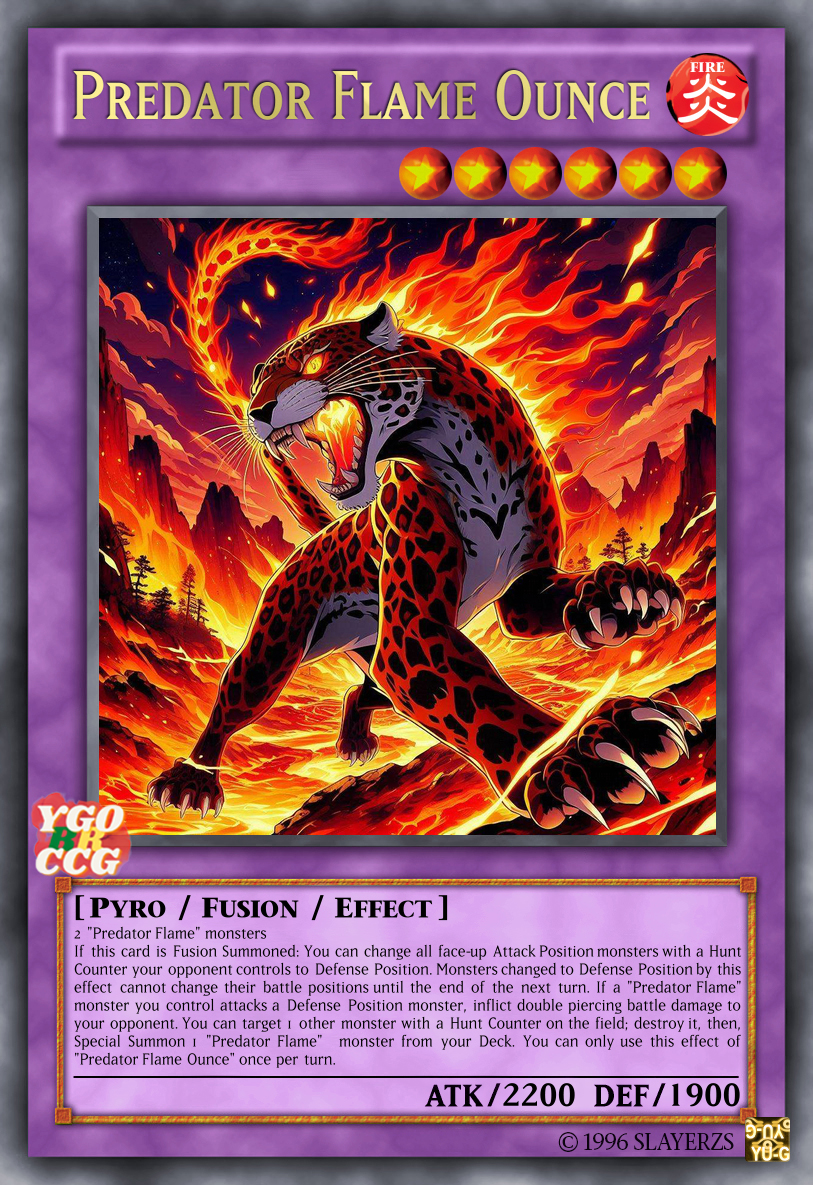 PREDATOR FLAME OUNCE
FIRE
炎
YGO
BR
CCG
[ PYRO / FUSION / EFFECT ]
2 "Predator Flame" monsters
If this card is Fusion Summoned: You can change all face-up Attack Position monsters with a Hunt
Counter your opponent controls to Defense Position. Monsters changed to Defense Position by this
effect cannot change their battle positions until the end of the next turn. If a "Predator Flame"
monster you control attacks a Defense Position monster, inflict double piercing battle damage to
your opponent. You can target 1 other monster with a Hunt Counter on the field; destroy it, then,
Special Summon 1 "Predator Flame" monster from your Deck. You can only use this effect of
"Predator Flame Ounce" once per turn.
ATK/2200 DEF/1900
© 1996 SLAYERZS